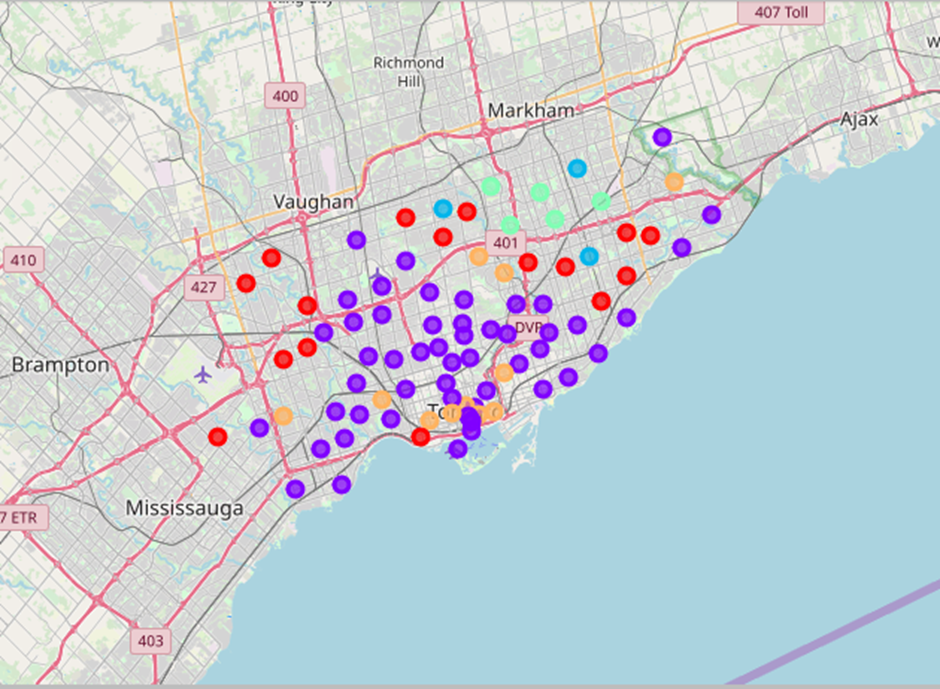 407 Toll
Richmond
Hill
400
Markham
Ajax
Vaughan
401
410
427
DVP
Brampton
Mississauga
7 ETR
403